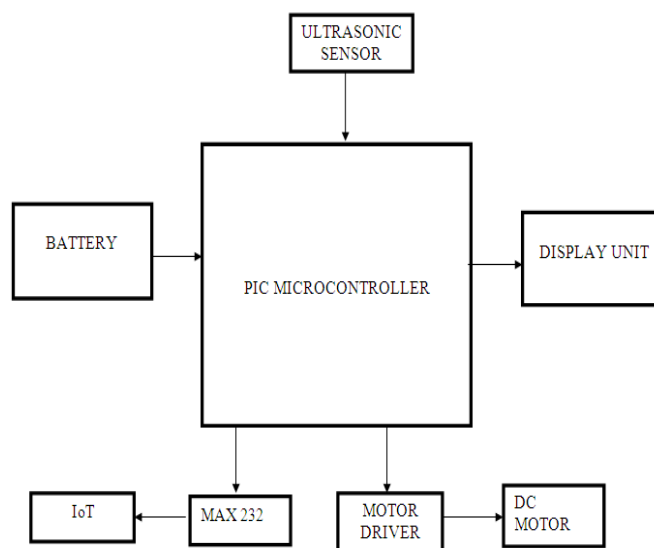 ULTRASONIC
SENSOR
BATTERY
PIC MICROCONTROLLER
DISPLAY UNIT
IoT
MAX 232
MOTOR
DRIVER
DC
MOTOR